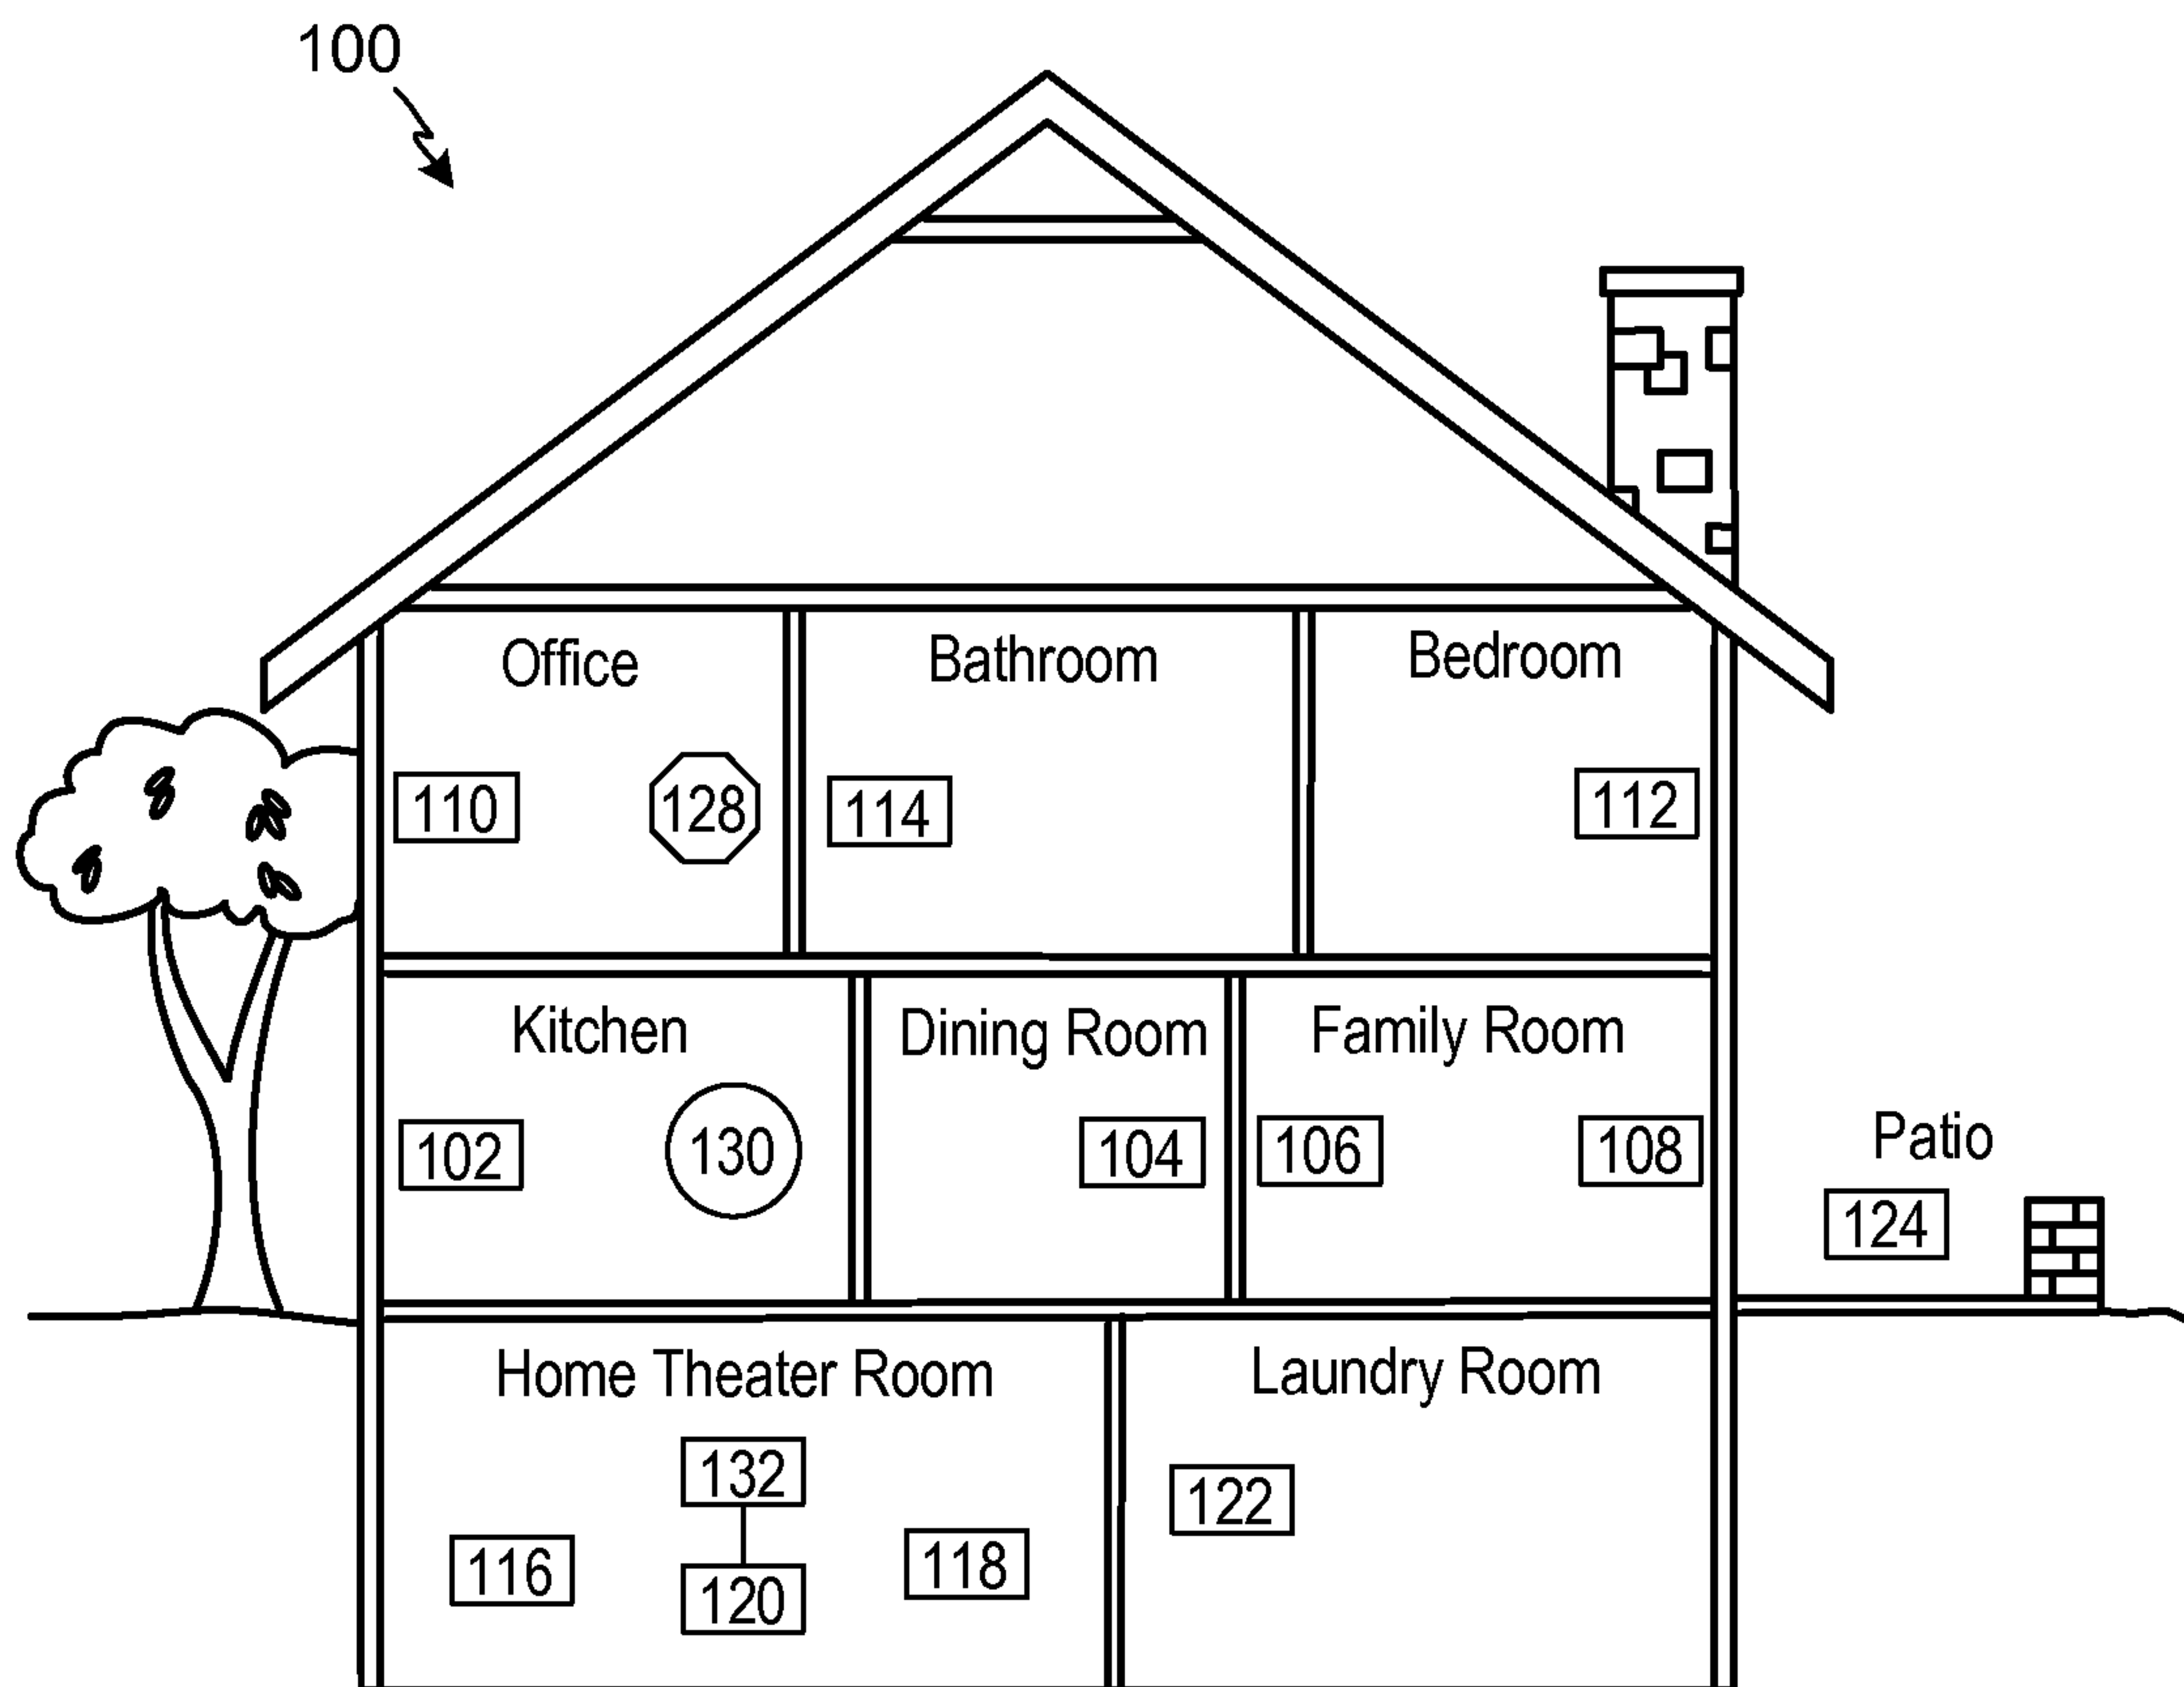 100
Office
Bathroom
Bedroom
110
128
114
112
Kitchen
Dining Room
Family Room
102
130
104
106
108
Patio
124
Home Theater Room
Laundry Room
132
122
116
118
120